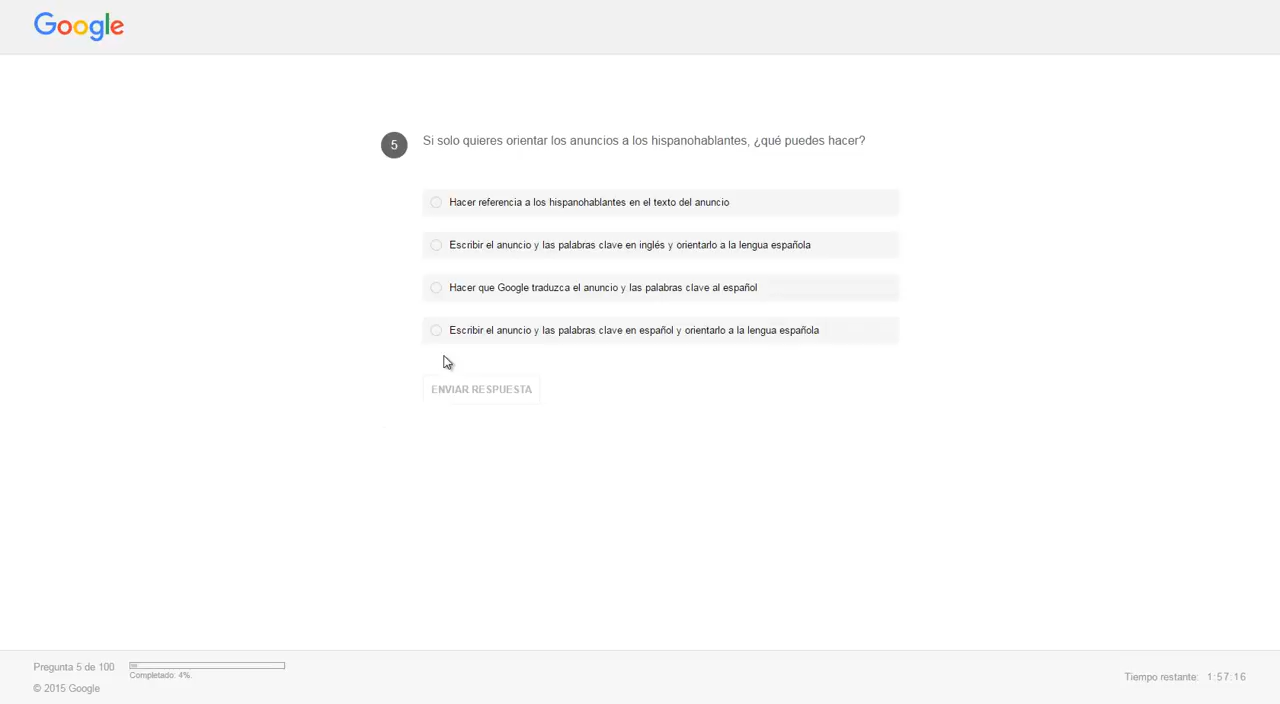 Google
5
Si solo quieres orientar los anuncios a los hispanohablantes, ¿qué puedes hacer?
Hacer referencia a los hispanohablantes en el texto del anuncio
Escribir el anuncio y las palabras clave en inglés y orientarlo a la lengua española
Hacer que Google traduzca el anuncio y las palabras clave al español
Escribir el anuncio y las palabras clave en español y orientarlo a la lengua española
ENVIAR RESPUESTA
Pregunta 5 de 100
Completado: 4%.
© 2015 Google
Tiempo restante: 1:57:16